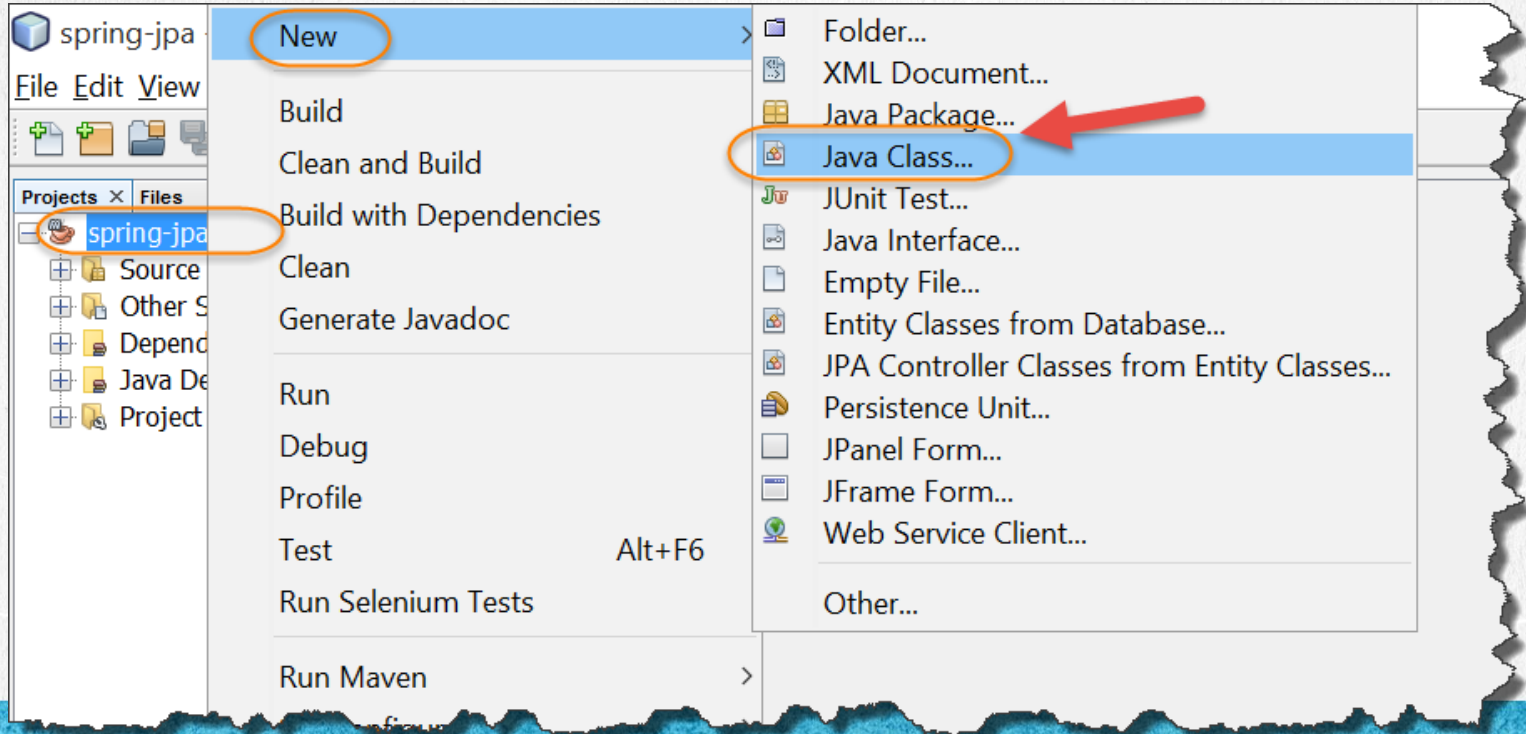 spring-jpa
File Edit View
Projects Files
spring-jpa
Source
Other S
Depend
Java De
Project
New
Build
Clean and Build
Build with Dependencies
Clean
Generate Javadoc
Run
Debug
Profile
Test Alt+F6
Run Selenium Tests
Run Maven
Folder...
XML Document...
Java Package...
Java Class...
JUnit Test...
Java Interface...
Empty File...
Entity Classes from Database...
JPA Controller Classes from Entity Classes...
Persistence Unit...
JPanel Form...
JFrame Form...
Web Service Client...
Other...